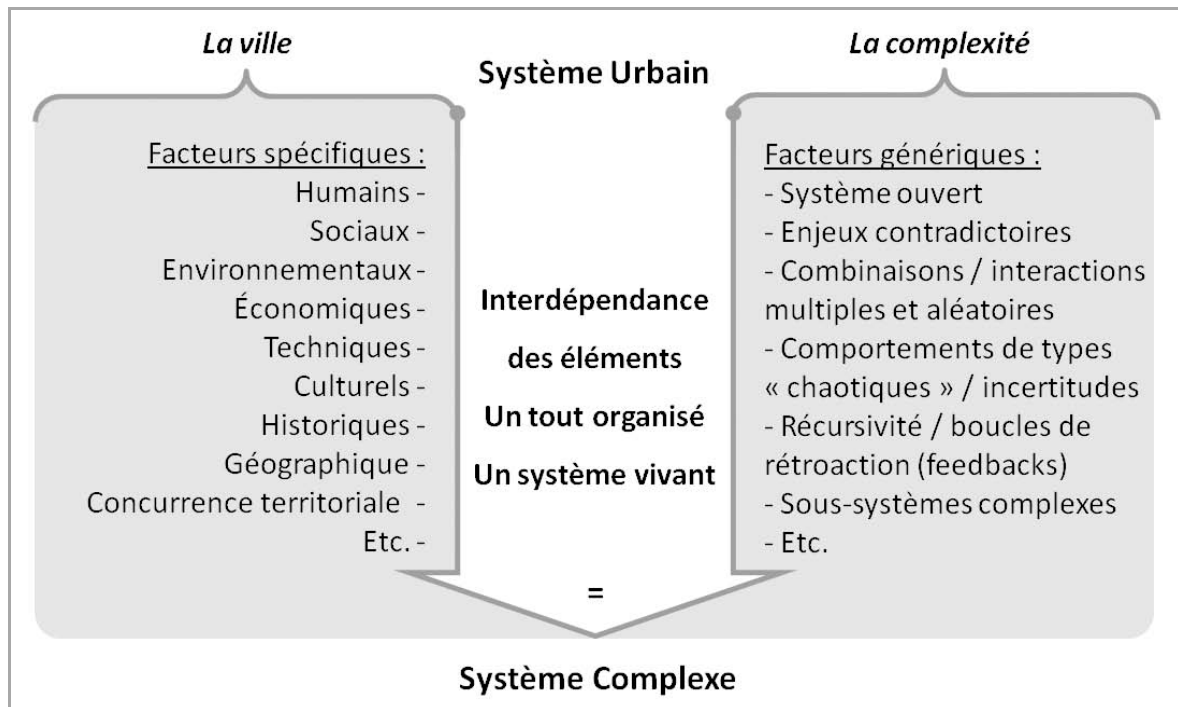 La ville
Système Urbain
La complexité
Facteurs spécifiques :
Humains -
Sociaux -
Environnementaux -
Économiques -
Techniques -
Culturels -
Historiques -
Géographique -
Concurrence territoriale -
Etc. -
Interdépendance
des éléments
Un tout organisé
Un système vivant
=
Facteurs génériques :
- Système ouvert
- Enjeux contradictoires
- Combinaisons / interactions
multiples et aléatoires
- Comportements de types
« chaotiques » / incertitudes
- Récursivité / boucles de
rétroaction (feedbacks)
- Sous-systèmes complexes
- Etc.
Système Complexe